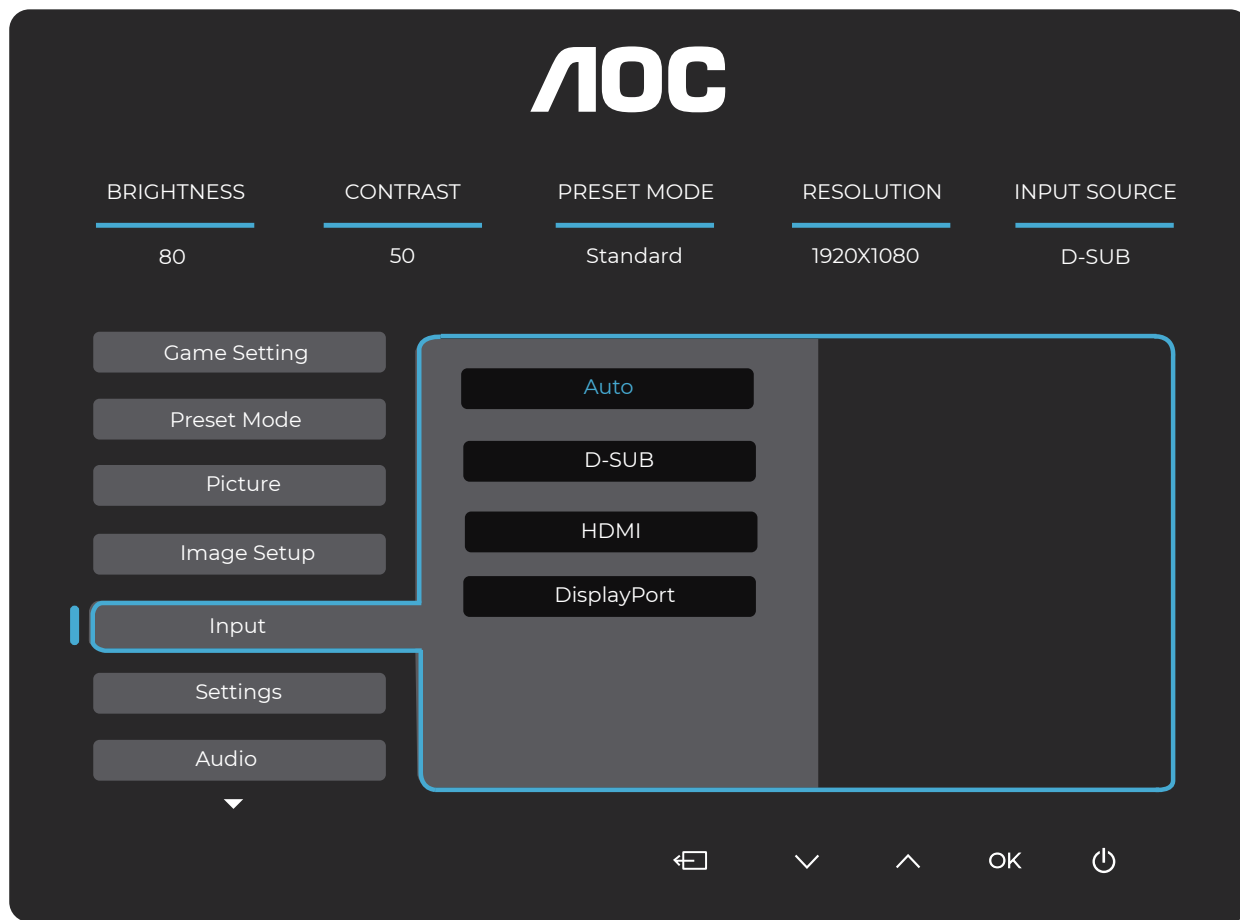 AOC
BRIGHTNESS CONTRAST PRESET MODE RESOLUTION INPUT SOURCE
80 50 Standard 1920X1080 D-SUB
Game Setting
Preset Mode
Picture
Image Setup
Input
Settings
Audio
Auto
D-SUB
HDMI
DisplayPort
OK